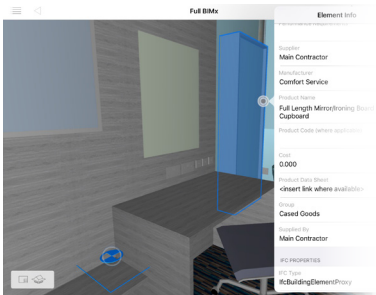 Full BIMx
Element Info
Supplier
Main Contractor
Manufacturer
Comfort Service
Product Name
Full Length Mirror/Ironing Board
Cupboard
Product Code (where applicable)
Cost
0.000
Product Data Sheet
<insert link where available>
Group
Cased Goods
Supplied By
Main Contractor
IFC PROPERTIES
IFC Type
IfcBuildingElementProxy